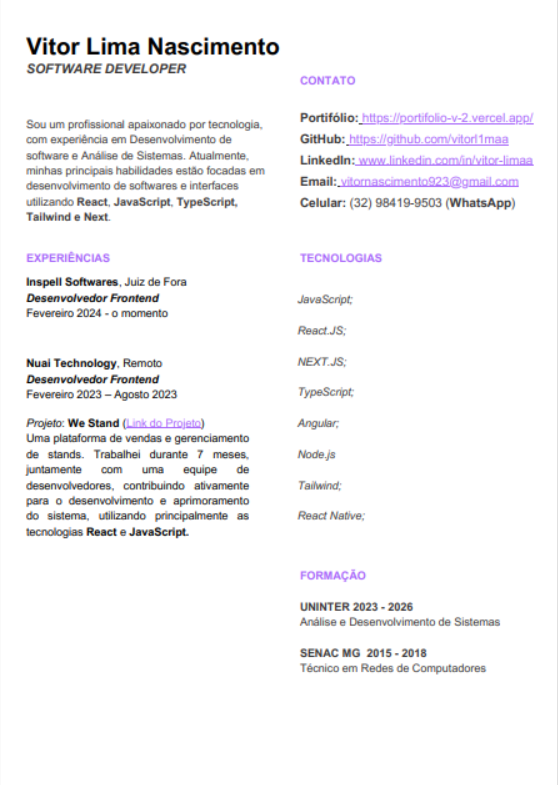 Vitor Lima Nascimento
SOFTWARE DEVELOPER
Sou um profissional apaixonado por tecnologia,
com experiência em Desenvolvimento de
software e Análise de Sistemas. Atualmente,
minhas principais habilidades estão focadas em
desenvolvimento de softwares e interfaces
utilizando React, JavaScript, TypeScript,
Tailwind e Next.
EXPERIÊNCIAS
Inspell Softwares, Juiz de Fora
Desenvolvedor Frontend
Fevereiro 2024 - o momento
Nuai Technology, Remoto
Desenvolvedor Frontend
Fevereiro 2023 – Agosto 2023
Projeto: We Stand (Link do Projeto)
Uma plataforma de vendas e gerenciamento
de stands. Trabalhei durante 7 meses,
juntamente com uma equipe de
desenvolvedores, contribuindo ativamente
para o desenvolvimento e aprimoramento
do sistema, utilizando principalmente as
tecnologias React e JavaScript.
CONTATO
Portifólio: https://portifolio-v-2.vercel.app/
GitHub: https://github.com/vitorl1maa
LinkedIn: www.linkedin.com/in/vitor-limaa
Email: vitornascimento923@gmail.com
Celular: (32) 98419-9503 (WhatsApp)
TECNOLOGIAS
JavaScript;
React.JS;
NEXT.JS;
TypeScript;
Angular;
Node.js
Tailwind;
React Native;
FORMAÇÃO
UNINTER 2023 - 2026
Análise e Desenvolvimento de Sistemas
SENAC MG 2015 - 2018
Técnico em Redes de Computadores